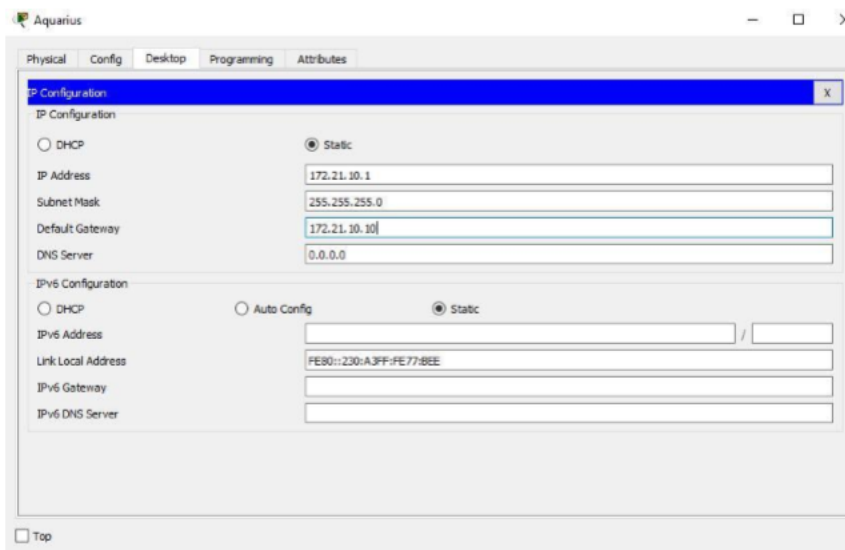 Aquarius
Physical Config Desktop Programming Attributes
IP Configuration X
IP Configuration
DHCP Static
IP Address 172.21.10.1
Subnet Mask 255.255.255.0
Default Gateway 172.21.10.10
DNS Server 0.0.0.0
IPv6 Configuration
DHCP Auto Config Static
IPv6 Address /
Link Local Address FE80::230:A3FF:FE77:BEE
IPv6 Gateway
IPv6 DNS Server
Top